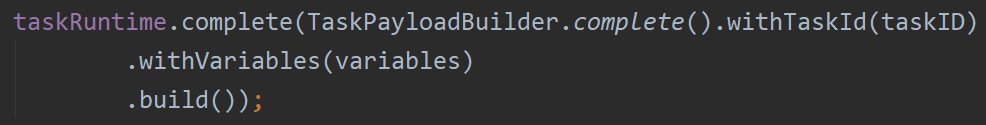 taskRuntime.complete(TaskPayloadBuilder.complete().withTaskId(taskID)
.withVariables(variables)
.build());